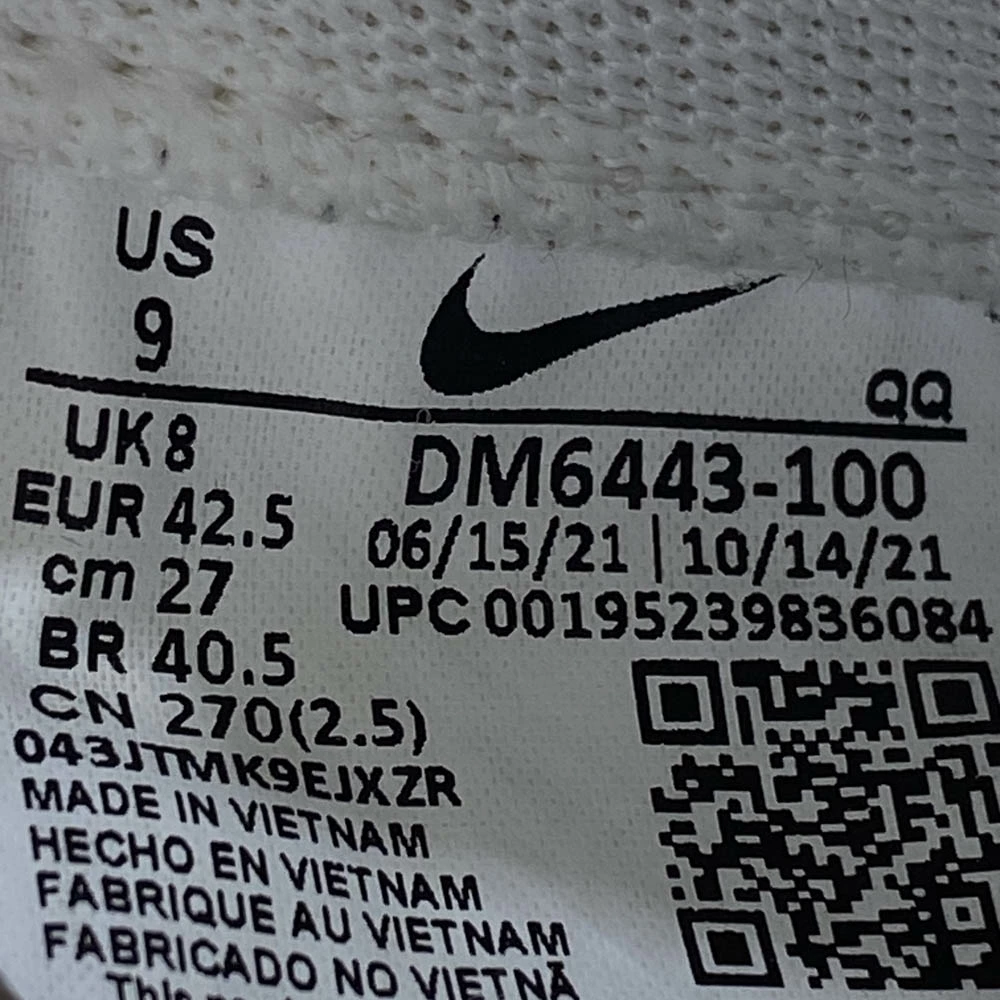 US
9
QQ
UK 8
DM6443-100
EUR 42.5
06/15/21 | 10/14/21
cm 27
UPC 00195239836084
BR 40.5
CN 270(2.5)
043JTMK9EJXZR
MADE IN VIETNAM
HECHO EN VIETNAM
FABRIQUE AU VIETNAM
FABRICADO NO VIETNÃ
This